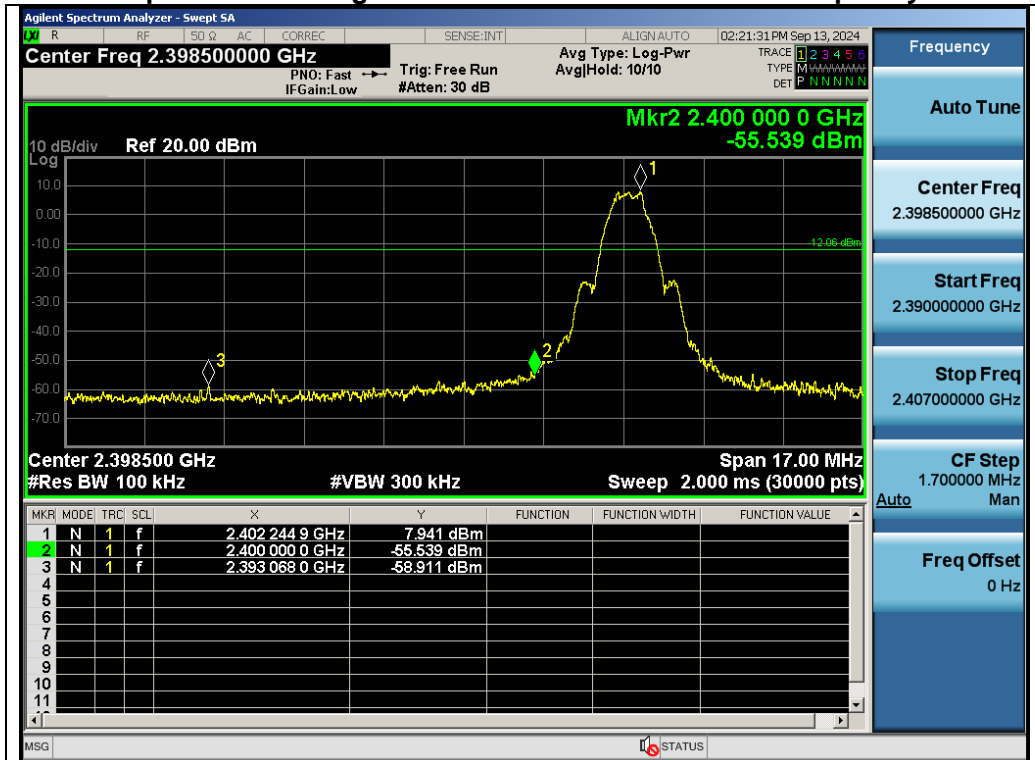 Agilent Spectrum Analyzer - Swept SA
LXI R RF 50 Ω AC CORREC SENSE:INT ALIGN AUTO 02:21:31 PM Sep 13, 2024
Center Freq 2.398500000 GHz
PNO: Fast
IFGain:Low
Trig: Free Run
#Atten: 30 dB
Avg Type: Log-Pwr
Avg|Hold: 10/10
TRACE 1 2 3 4 5 6
TYPE M WWWWW
DET P N N N N N
Mkr2 2.400 000 0 GHz
-55.539 dBm
10 dB/div Ref 20.00 dBm
Log
10.0
0.00
-10.0
-20.0
-30.0
-40.0
-50.0
-60.0
-70.0
1
-12.06 dBm
2
3
Center 2.398500 GHz Span 17.00 MHz
#Res BW 100 kHz #VBW 300 kHz Sweep 2.000 ms (30000 pts)
MKR MODE TRC SCL X Y FUNCTION FUNCTION WIDTH FUNCTION VALUE
1 N 1 f 2.402 244 9 GHz 7.941 dBm
2 N 1 f 2.400 000 0 GHz -55.539 dBm
3 N 1 f 2.393 068 0 GHz -58.911 dBm
4
5
6
7
8
9
10
11
MSG STATUS
Frequency
Auto Tune
Center Freq
2.398500000 GHz
Start Freq
2.390000000 GHz
Stop Freq
2.407000000 GHz
CF Step
1.700000 MHz
Auto Man
Freq Offset
0 Hz